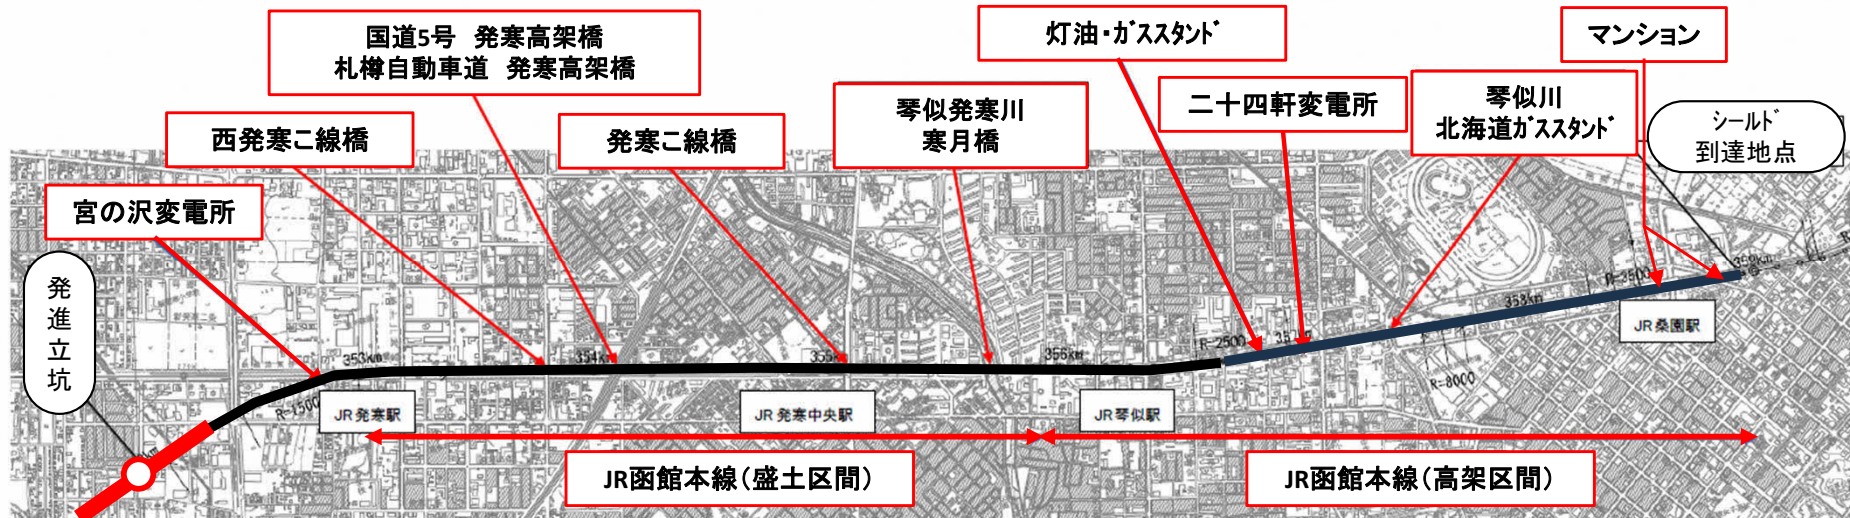 国道5号 発寒高架橋
札樽自動車道 発寒高架橋
灯油・ｶﾞｽｽﾀﾝﾄﾞ
マンション
西発寒こ線橋
発寒こ線橋
琴似発寒川
寒月橋
二十四軒変電所
琴似川
北海道ｶﾞｽｽﾀﾝﾄﾞ
ｼｰﾙﾄﾞ
到達地点
宮の沢変電所
発進立坑
353km
354km
355km
356km
R=2500
357km
358km
R=3500
359km
R=1500
R=8000
JR発寒駅
JR発寒中央駅
JR琴似駅
JR桑園駅
JR函館本線（盛土区間）
JR函館本線（高架区間）